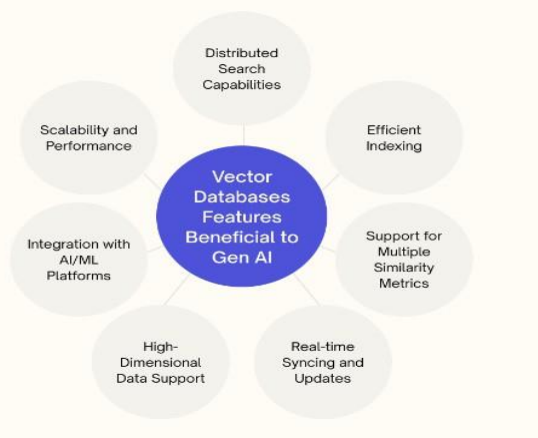 Distributed
Search
Capabilities
Scalability and
Performance
Efficient
Indexing
Vector
Databases
Features
Beneficial to
Gen AI
Integration with
AI/ML
Platforms
Support for
Multiple
Similarity
Metrics
High-
Dimensional
Data Support
Real-time
Syncing and
Updates